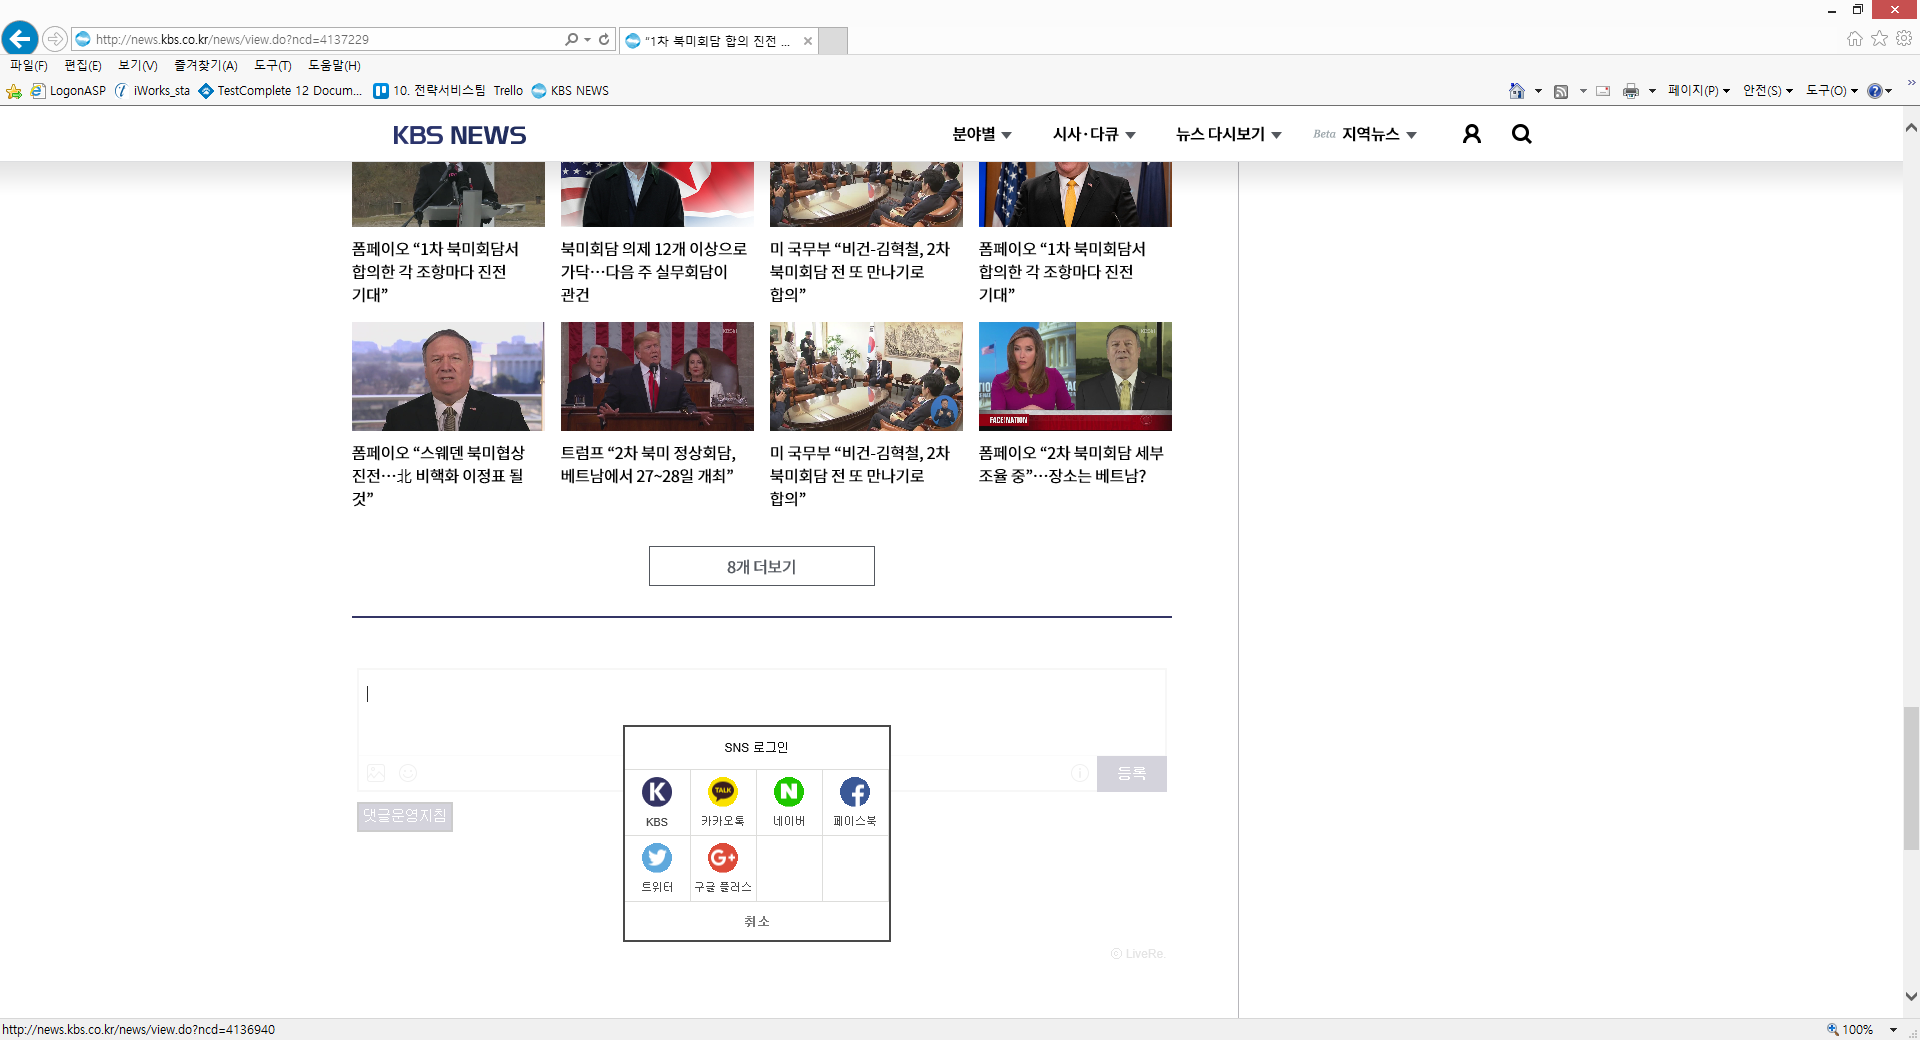 http://news.kbs.co.kr/news/view.do?ncd=4137229
"1차 북미회담 합의 진전 ...
파일(F) 편집(E) 보기(V) 즐겨찾기(A) 도구(T) 도움말(H)
LogonASP iWorks_sta TestComplete 12 Docum... 10. 전략서비스팀 Trello KBS NEWS
페이지(P) 안전(S) 도구(O)
KBS NEWS
분야별 시사·다큐 뉴스 다시보기 Beta 지역뉴스
폼페이오 “1차 북미회담서
합의한 각 조항마다 진전
기대”
북미회담 의제 12개 이상으로
가닥…다음 주 실무회담이
관건
미 국무부 “비건-김혁철, 2차
북미회담 전 또 만나기로
합의”
폼페이오 “1차 북미회담서
합의한 각 조항마다 진전
기대”
FACE THE NATION
폼페이오 “스웨덴 북미협상
진전…北 비핵화 이정표 될
것”
트럼프 “2차 북미 정상회담,
베트남에서 27~28일 개최”
미 국무부 “비건-김혁철, 2차
북미회담 전 또 만나기로
합의”
폼페이오 “2차 북미회담 세부
조율 중”…장소는 베트남?
8개 더보기
등록
댓글운영지침
SNS 로그인
KBS 카카오톡 네이버 페이스북
트위터 구글 플러스
취소
LiveRe.
http://news.kbs.co.kr/news/view.do?ncd=4136940
100%